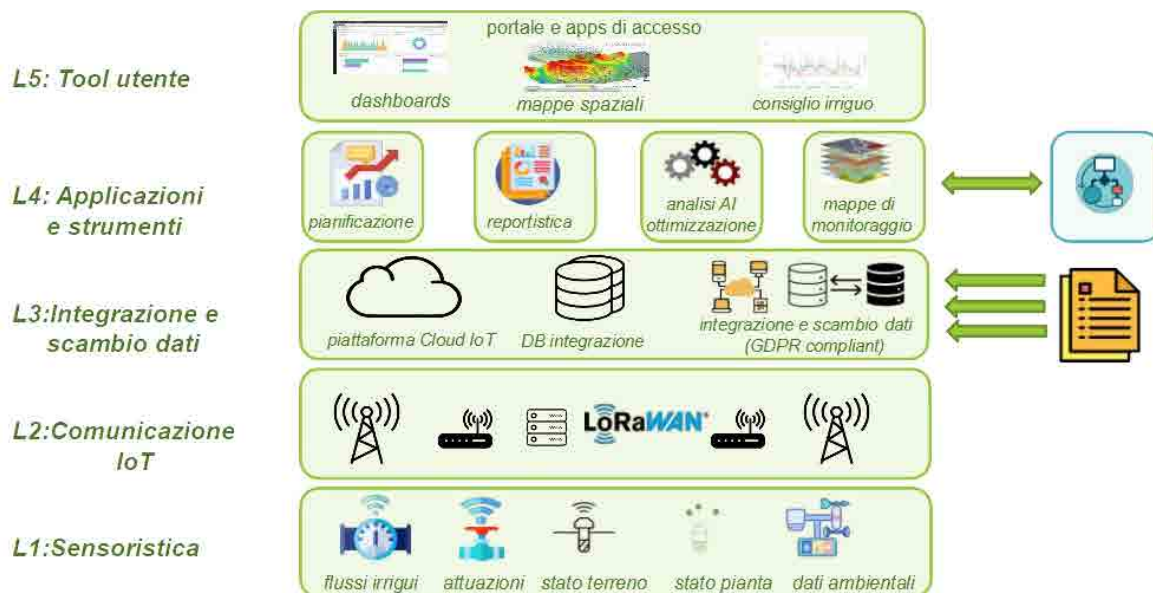 portale e apps di accesso
L5: Tool utente
dashboards
mappe spaziali
consiglio irriguo
L4: Applicazioni
e strumenti
pianificazione
reportistica
analisi AI
ottimizzazione
mappe di
monitoraggio
L3:Integrazione e
scambio dati
piattaforma Cloud IoT
DB integrazione
integrazione e scambio dati
(GDPR compliant)
L2:Comunicazione
IoT
LoRaWAN
L1:Sensoristica
flussi irrigui
attuazioni
stato terreno
stato pianta
dati ambientali